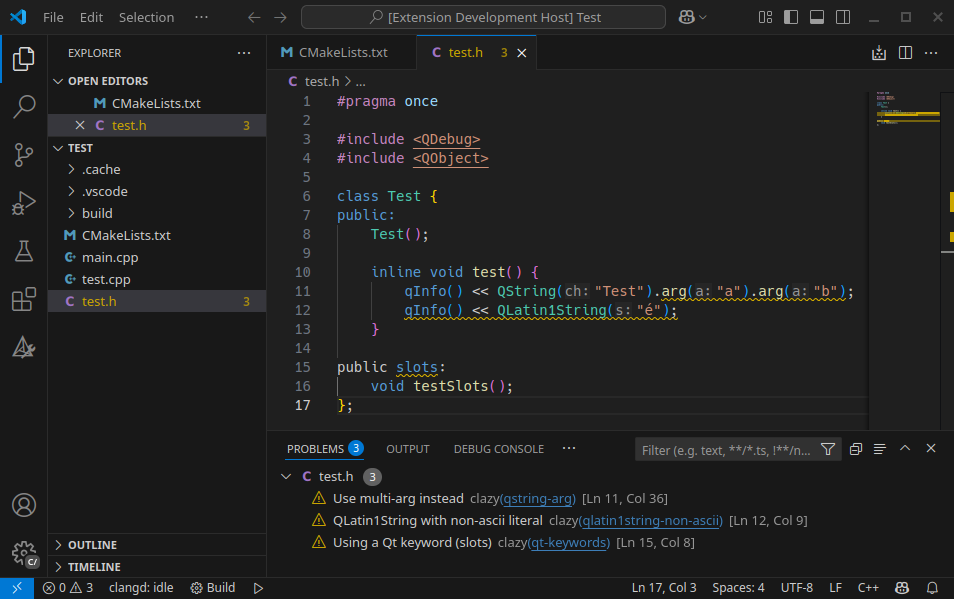 File Edit Selection ··· [Extension Development Host] Test
EXPLORER ···
OPEN EDITORS
M CMakeLists.txt
C test.h 3
TEST
.cache
.vscode
build
M CMakeLists.txt
main.cpp
test.cpp
C test.h 3
OUTLINE
TIMELINE
M CMakeLists.txt C test.h 3
C test.h > ...
1 #pragma once
2
3 #include <QDebug>
4 #include <QObject>
5
6 class Test {
7 public:
8 Test();
9
10 inline void test() {
11 qInfo() << QString(ch: "Test").arg(a: "a").arg(a: "b");
12 qInfo() << QLatin1String(s: "é");
13 }
14
15 public slots:
16 void testSlots();
17 };
PROBLEMS 3 OUTPUT DEBUG CONSOLE ··· Filter (e.g. text, **/*.ts, !**/n...
C test.h 3
Use multi-arg instead clazy(qstring-arg) [Ln 11, Col 36]
QLatin1String with non-ascii literal clazy(qlatin1string-non-ascii) [Ln 12, Col 9]
Using a Qt keyword (slots) clazy(qt-keywords) [Ln 15, Col 8]
0 3 clangd: idle Build Ln 17, Col 3 Spaces: 4 UTF-8 LF C++